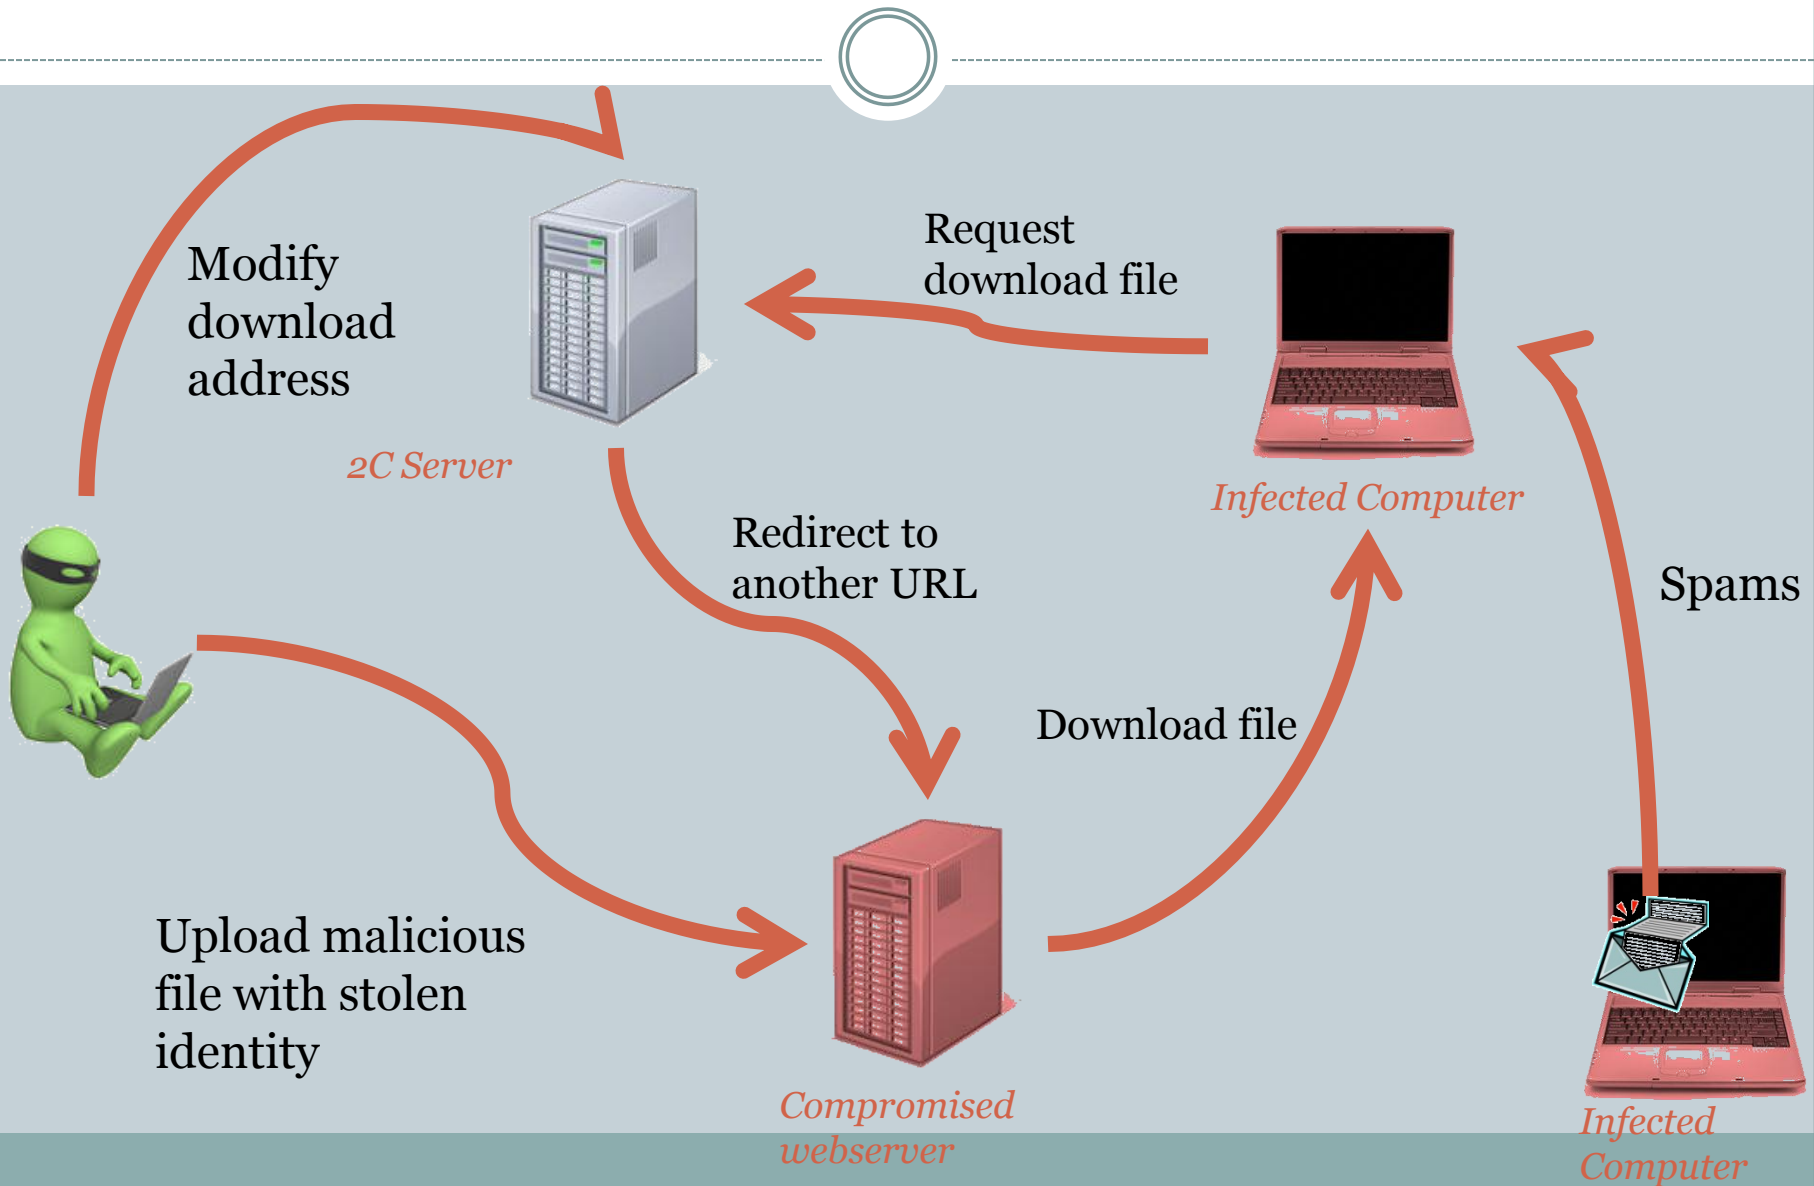 Modify
download
address
Request
download file
2C Server
Infected Computer
Redirect to
another URL
Spams
Download file
Upload malicious
file with stolen
identity
Compromised
webserver
Infected
Computer